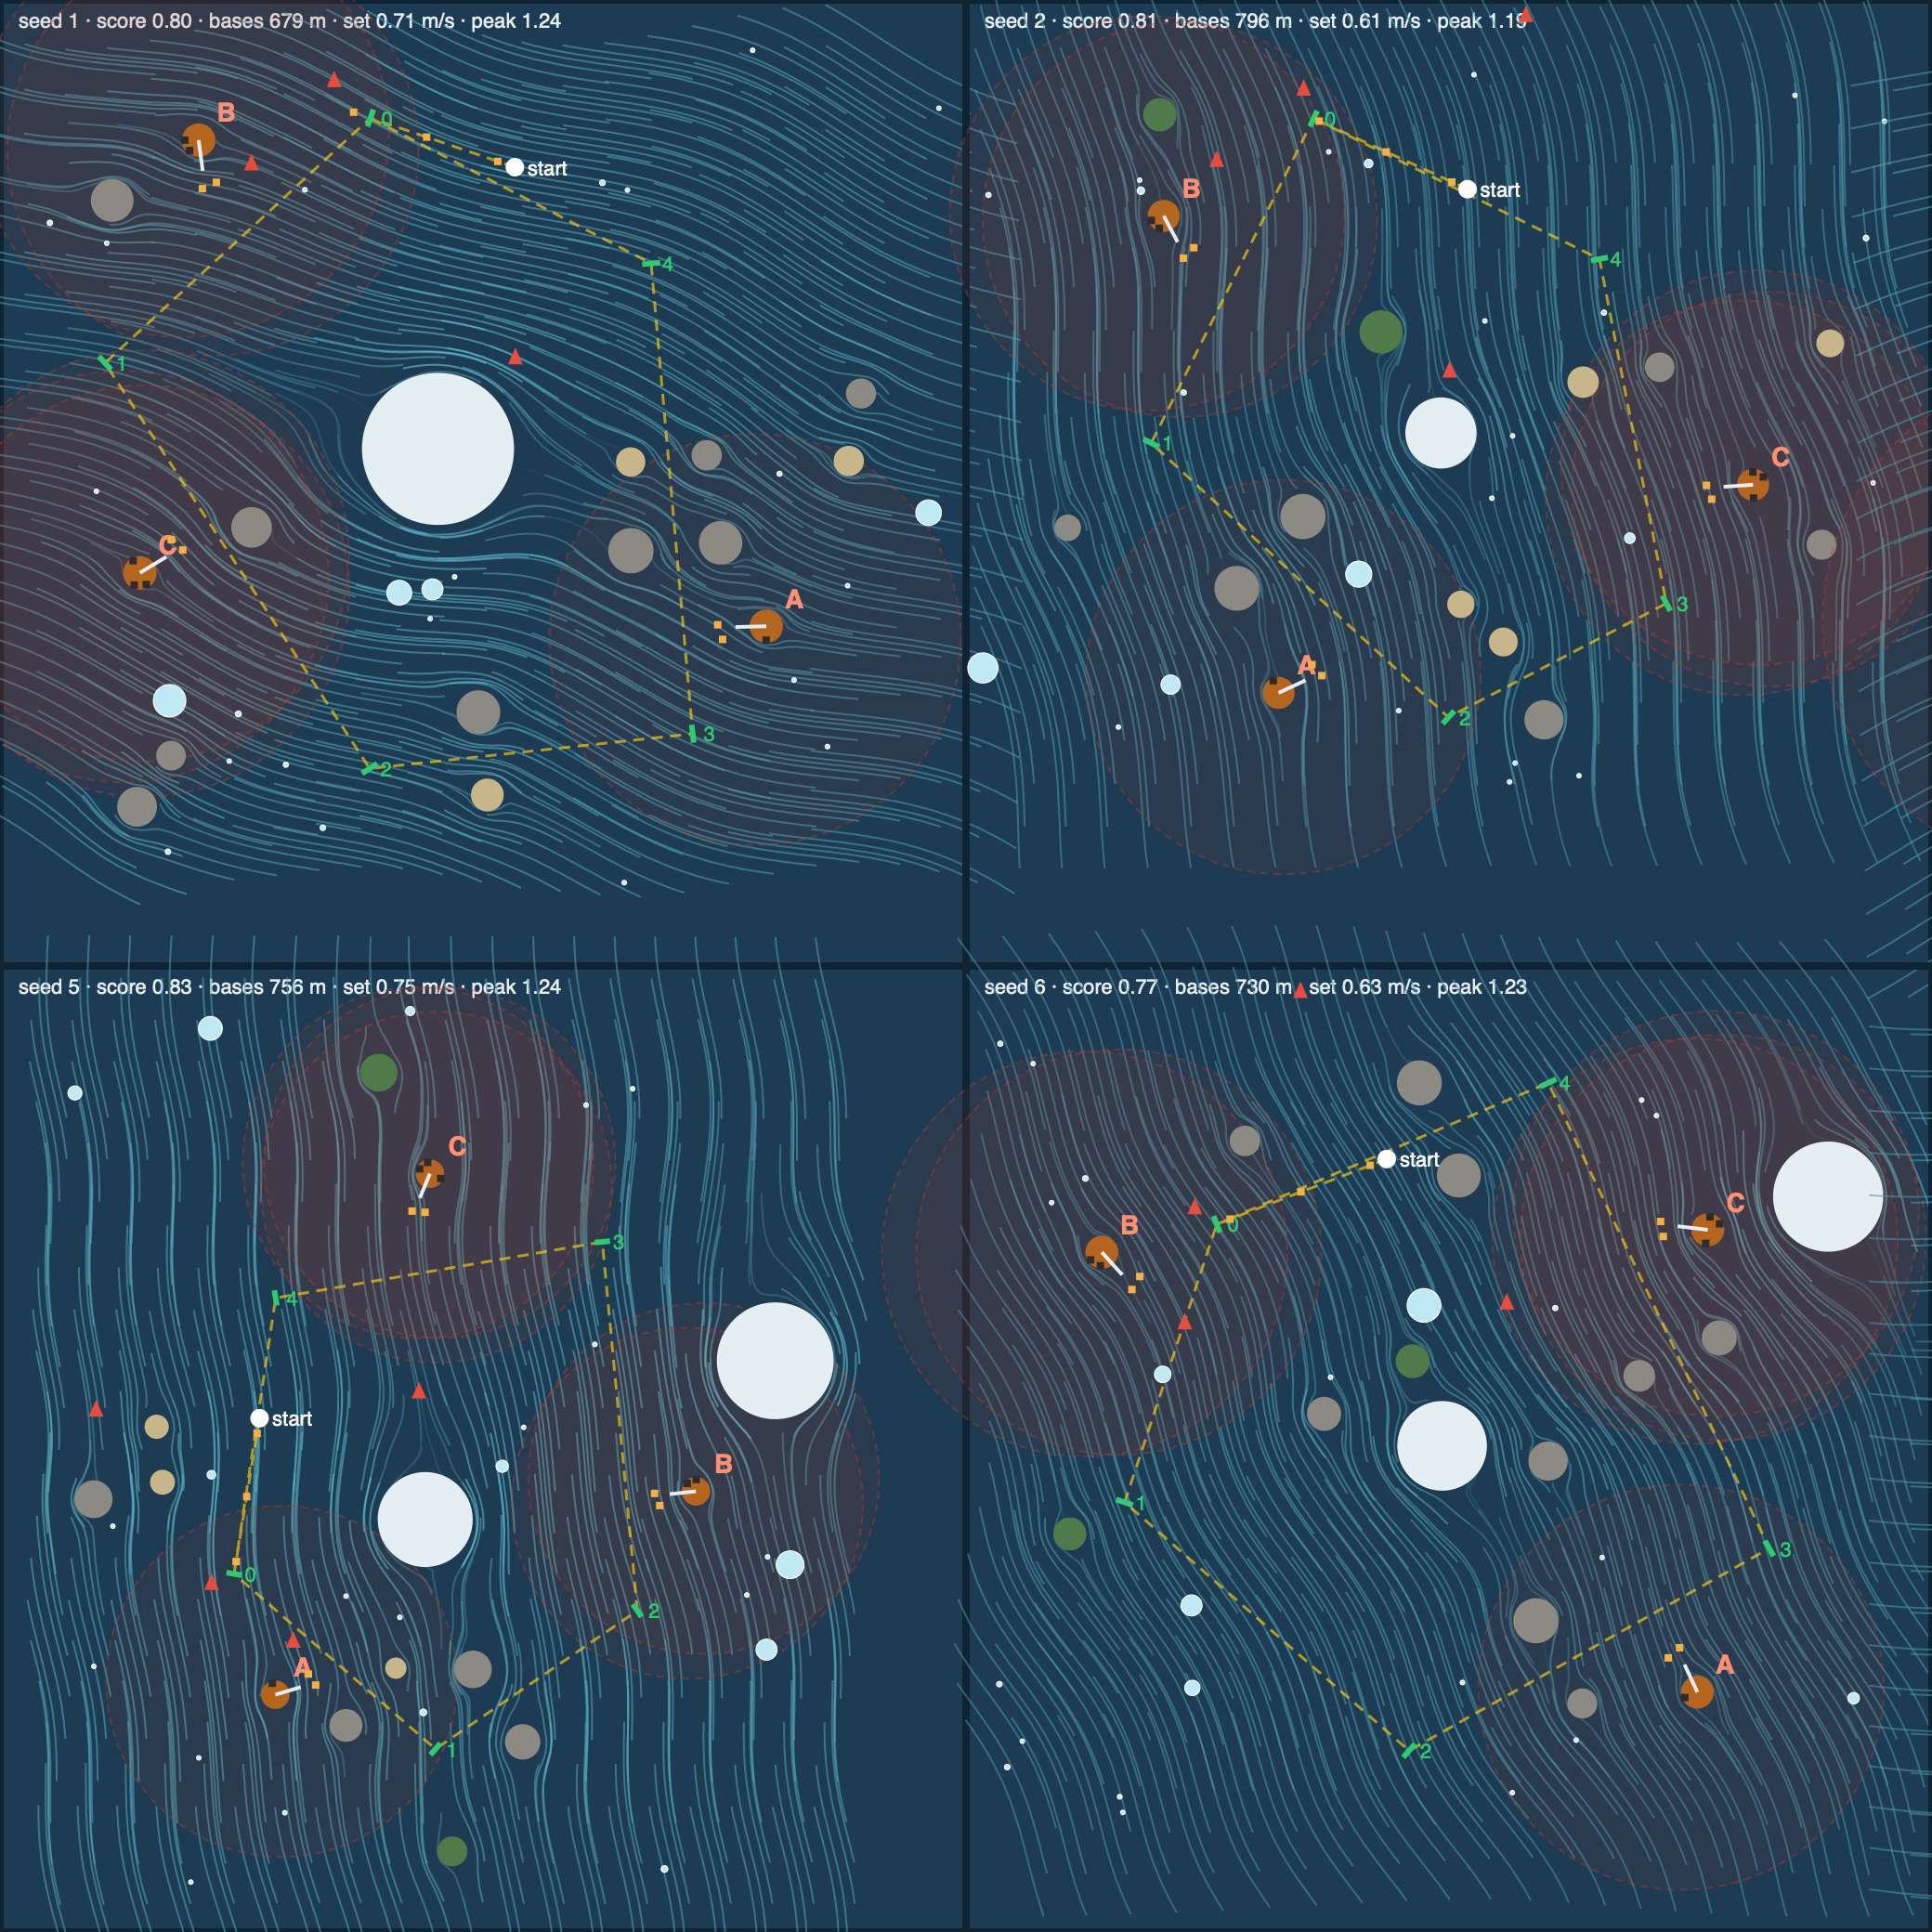 seed 1 · score 0.80 · bases 679 m · set 0.71 m/s · peak 1.24
B
0
start
4
1
C
A
3
2
seed 2 · score 0.81 · bases 796 m · set 0.61 m/s · peak 1.19
0
B
start
4
1
C
3
A
2
seed 5 · score 0.83 · bases 756 m · set 0.75 m/s · peak 1.24
C
3
4
start
B
0
2
A
1
seed 6 · score 0.77 · bases 730 m · set 0.63 m/s · peak 1.23
4
start
C
B
0
1
3
A
2